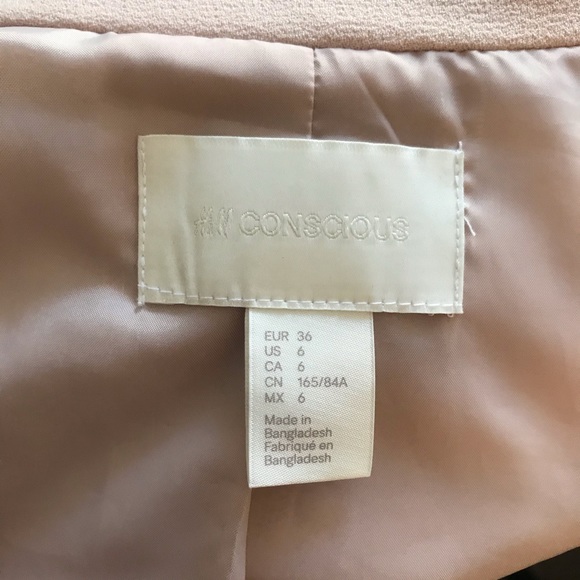 H&M CONSCIOUS
EUR 36
US 6
CA 6
CN 165/84A
MX 6
Made in
Bangladesh
Fabriqué en
Bangladesh